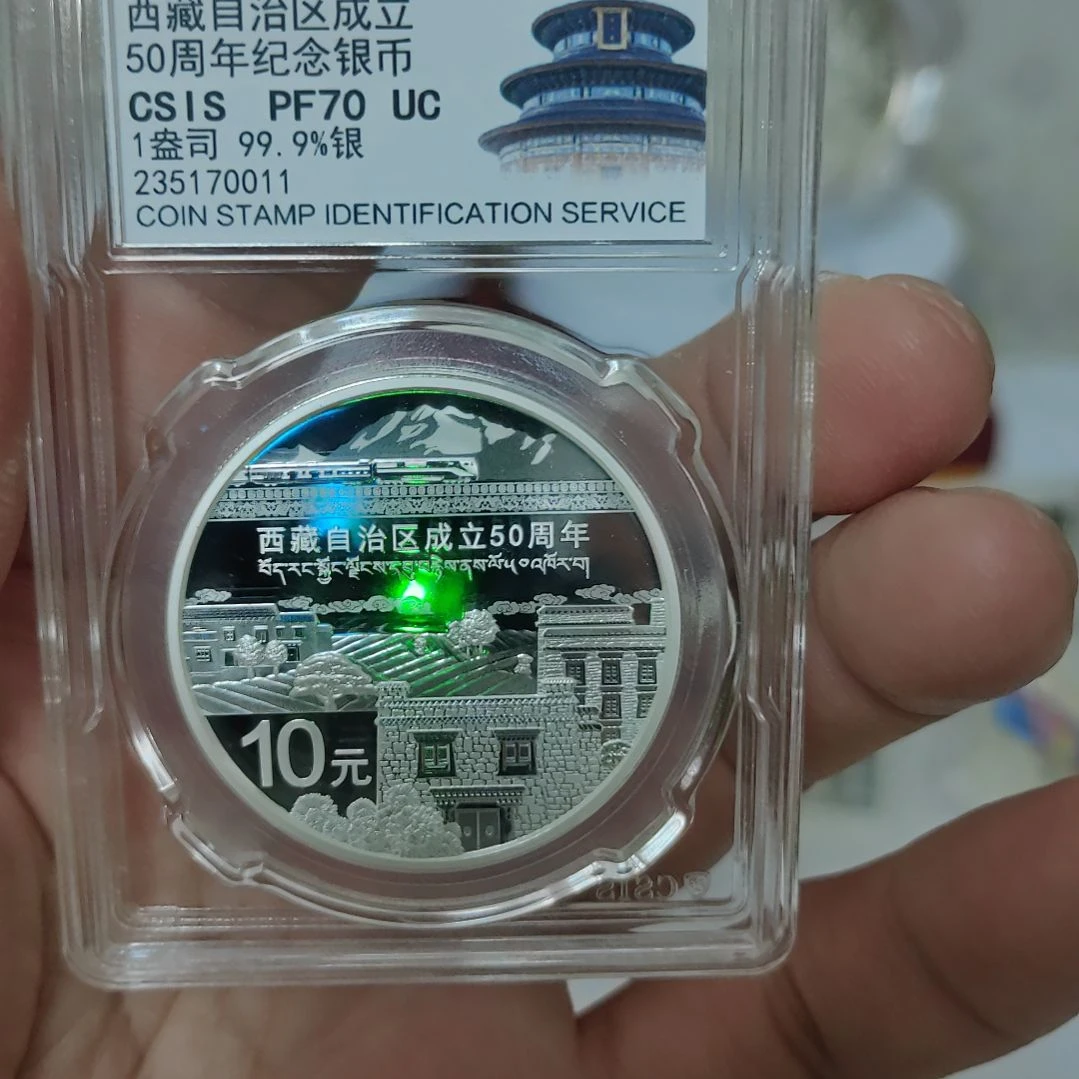 西藏自治区成立
50周年纪念银币
CSIS PF70 UC
1盎司 99.9%银
235170011
COIN STAMP IDENTIFICATION SERVICE
西藏自治区成立50周年
10元
CSIS